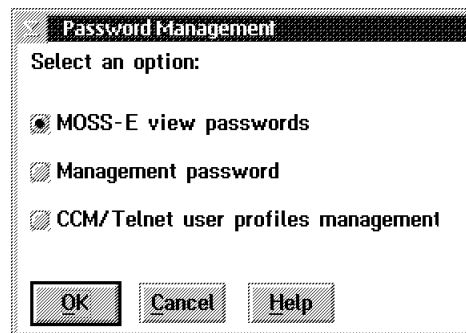 Password Management
Select an option:
MOSS-E view passwords
Management password
CCM/Telnet user profiles management
OK Cancel Help